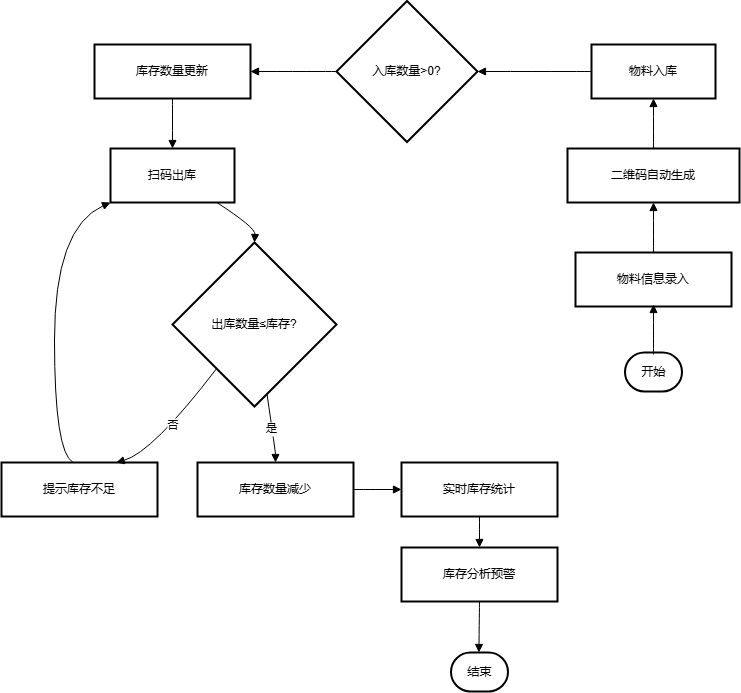 开始
物料信息录入
二维码自动生成
物料入库
入库数量>0?
库存数量更新
扫码出库
出库数量≤库存?
否
是
提示库存不足
库存数量减少
实时库存统计
库存分析预警
结束